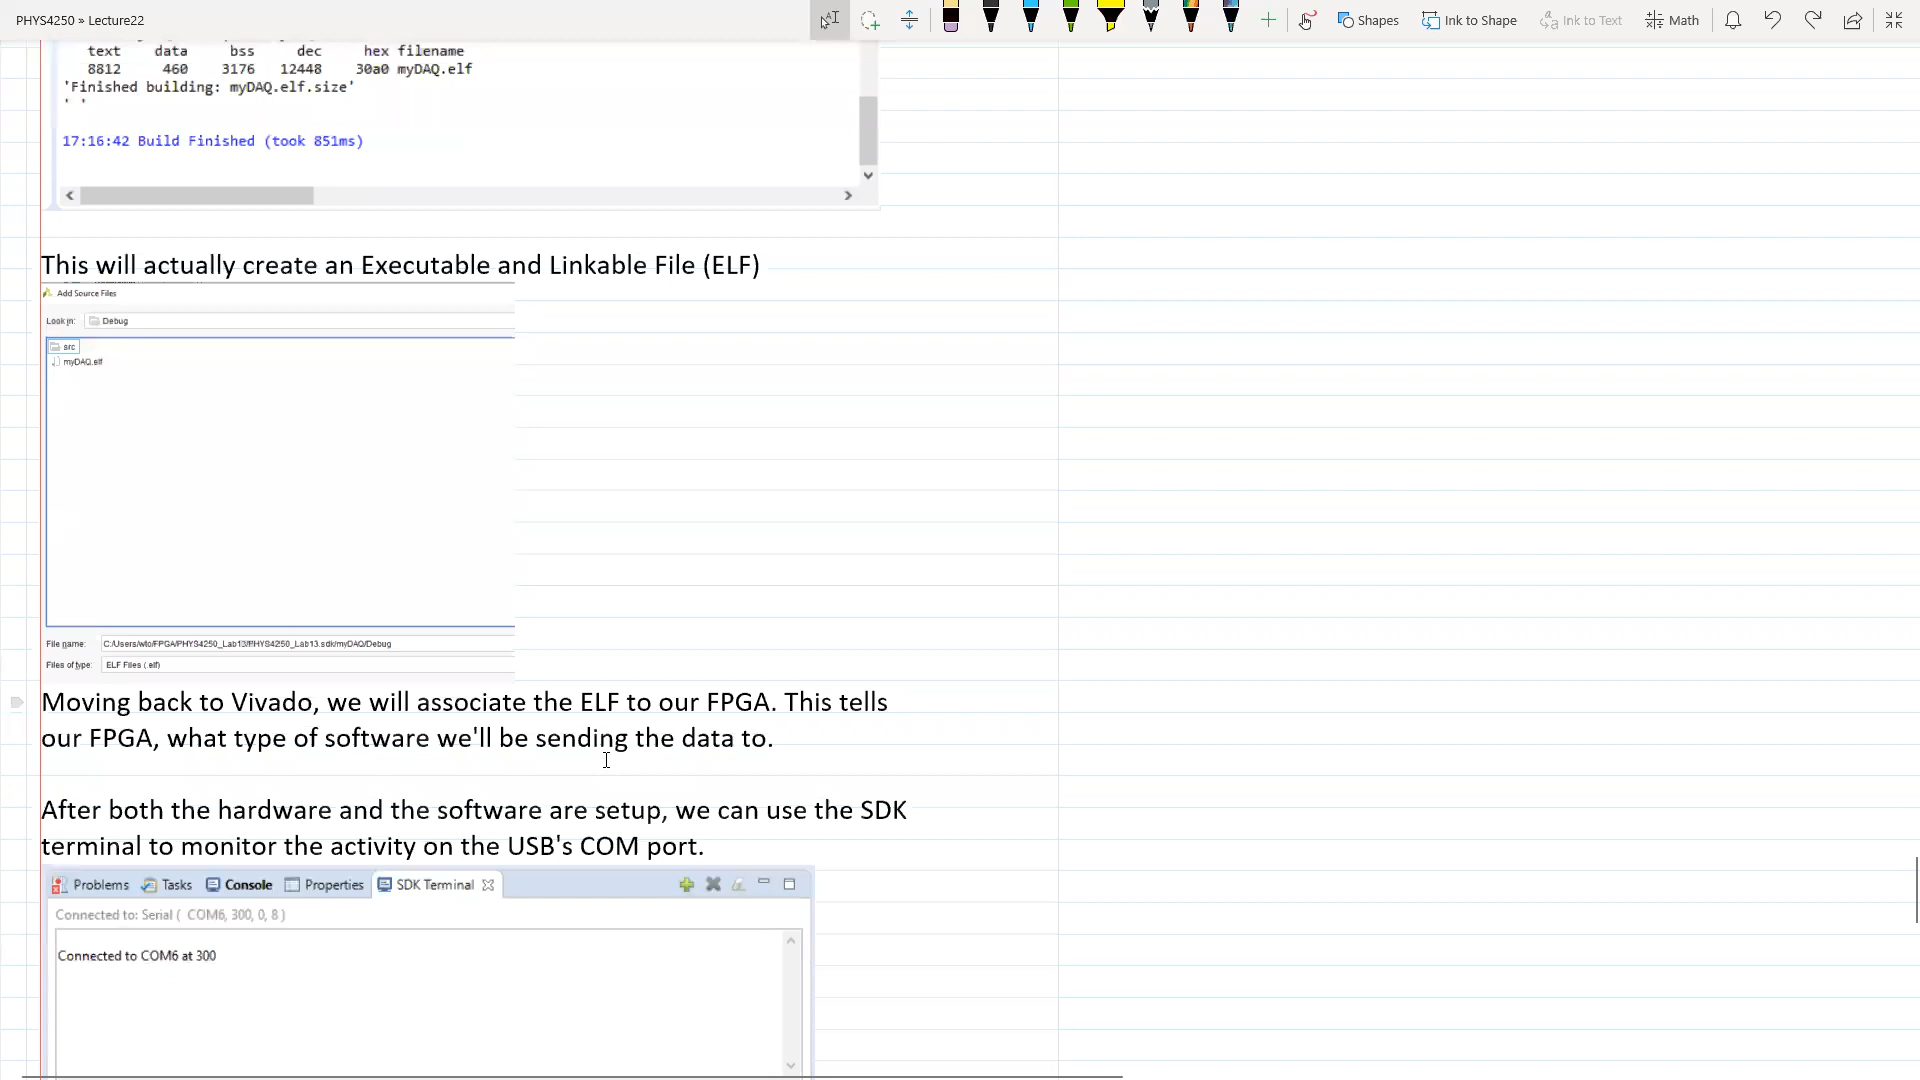 PHYS4250 » Lecture22
Shapes
Ink to Shape
Ink to Text
Math
text data bss dec hex filename
8812 460 3176 12448 30a0 myDAQ.elf
'Finished building: myDAQ.elf.size'
' '
17:16:42 Build Finished (took 851ms)
This will actually create an Executable and Linkable File (ELF)
Add Source Files
Look in: Debug
src
myDAQ.elf
File name: C:/Users/wlo/FPGA/PHYS4250_Lab13/PHYS4250_Lab13.sdk/myDAQ/Debug
Files of type: ELF Files (.elf)
Moving back to Vivado, we will associate the ELF to our FPGA. This tells
our FPGA, what type of software we'll be sending the data to.
After both the hardware and the software are setup, we can use the SDK
terminal to monitor the activity on the USB's COM port.
Problems Tasks Console Properties SDK Terminal
Connected to: Serial ( COM6, 300, 0, 8 )
Connected to COM6 at 300